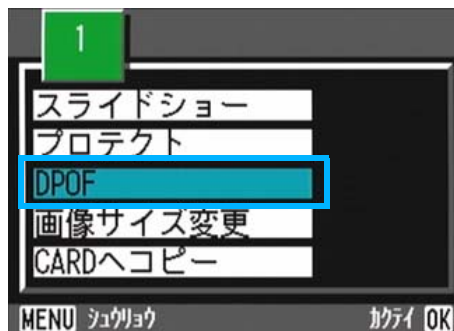 1
スライドショー
プロテクト
DPOF
画像サイズ変更
CARDへコピー
MENU ｼｭｳﾘｮｳ ｶｸﾃｲ OK